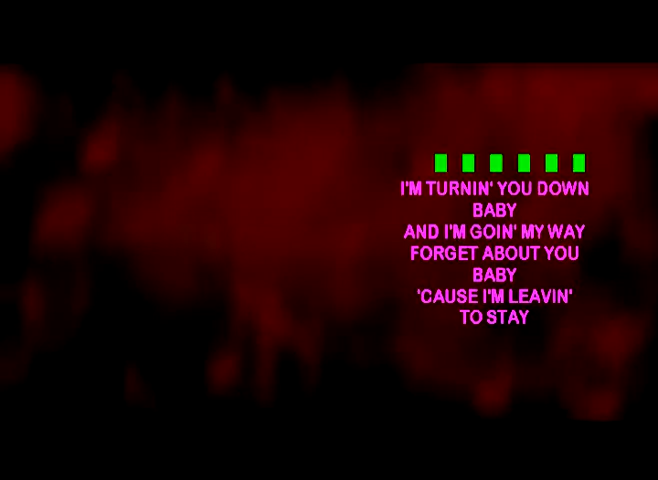 I'M TURNIN' YOU DOWN
BABY
AND I'M GOIN' MY WAY
FORGET ABOUT YOU
BABY
'CAUSE I'M LEAVIN'
TO STAY